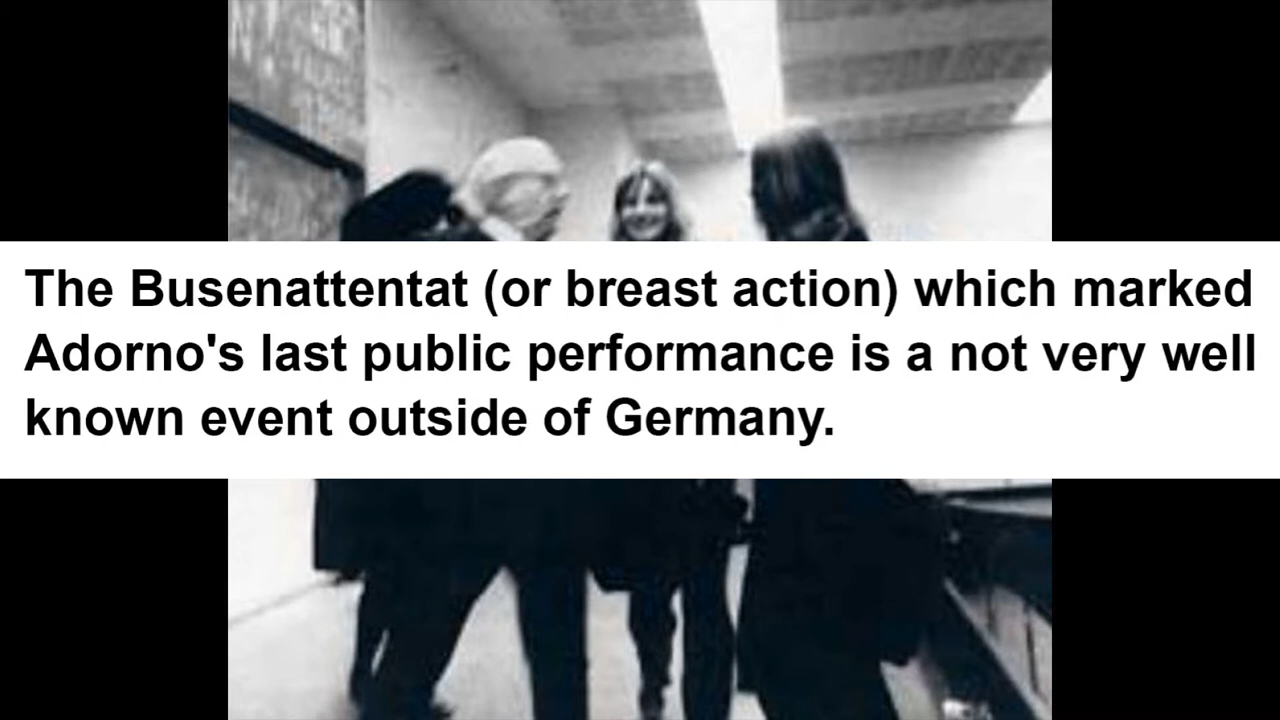 The Busenattentat (or breast action) which marked
Adorno's last public performance is a not very well
known event outside of Germany.